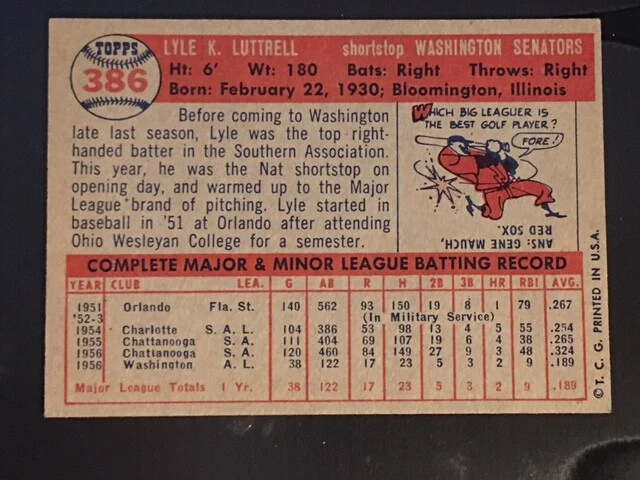 TOPPS
386
LYLE K. LUTTRELL shortstop WASHINGTON SENATORS
Ht: 6' Wt: 180 Bats: Right Throws: Right
Born: February 22, 1930; Bloomington, Illinois
Before coming to Washington
late last season, Lyle was the top right-
handed batter in the Southern Association.
This year, he was the Nat shortstop on
opening day, and warmed up to the Major
League brand of pitching. Lyle started in
baseball in '51 at Orlando after attending
Ohio Wesleyan College for a semester.
WHICH BIG LEAGUER IS
THE BEST GOLF PLAYER?
FORE!
ANS: GENE MAUCH,
RED SOX.
COMPLETE MAJOR & MINOR LEAGUE BATTING RECORD
YEAR CLUB LEA. G AB R H 2B 3B HR RBI AVG.
1951 Orlando Fla. St. 140 562 93 150 19 8 1 79 .267
'52-3 (In Military Service)
1954 Charlotte S. A. L. 104 386 53 98 13 4 5 55 .254
1955 Chattanooga S. A. 111 404 69 107 19 6 4 38 .265
1956 Chattanooga S. A. 120 460 84 149 27 9 3 48 .324
1956 Washington A. L. 38 122 17 23 5 3 2 9 .189
Major League Totals 1 Yr. 38 122 17 23 5 3 2 9 .189
© T. C. G. PRINTED IN U.S.A.